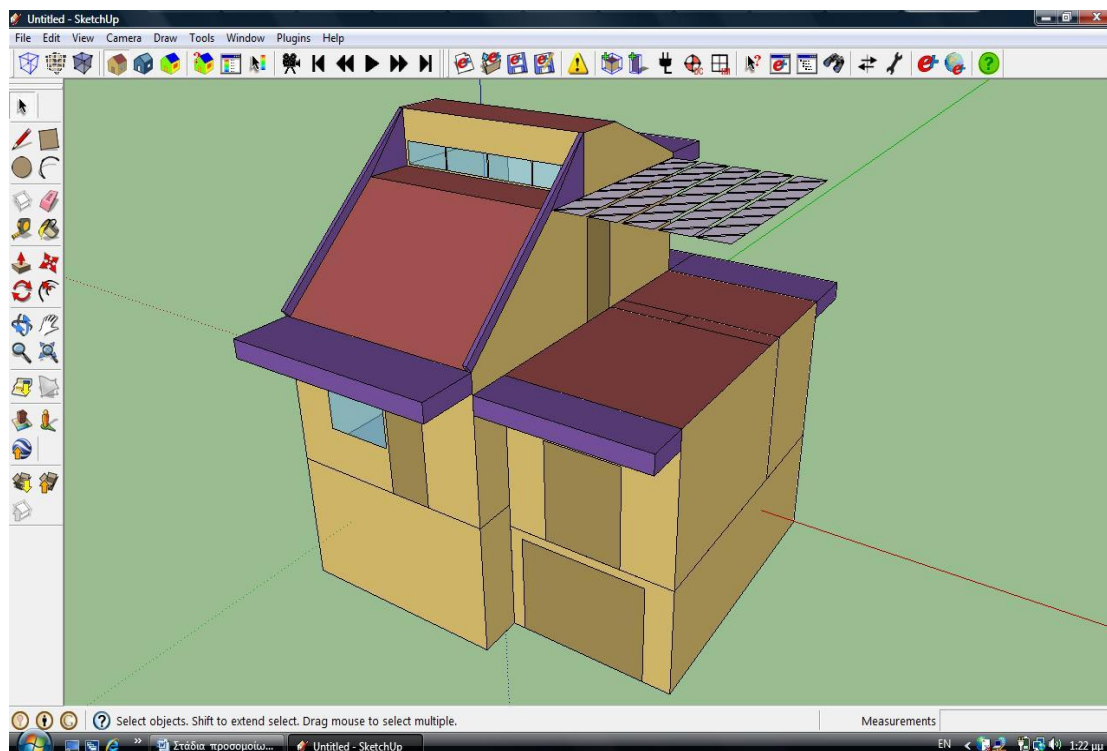 Untitled - SketchUp
File Edit View Camera Draw Tools Window Plugins Help
Select objects. Shift to extend select. Drag mouse to select multiple. Measurements
Στάδια προσομοίω... Untitled - SketchUp EN 1:22 μμ